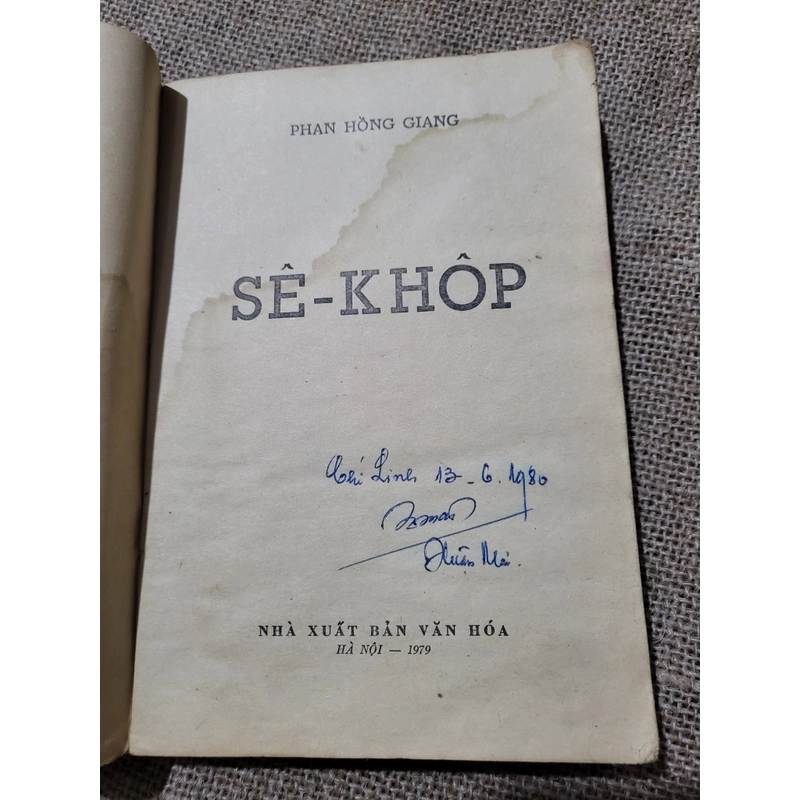 PHAN HỒNG GIANG
SÊ-KHÔP
Chí Linh 13-6.1980
NHÀ XUẤT BẢN VĂN HÓA
HÀ NỘI — 1979